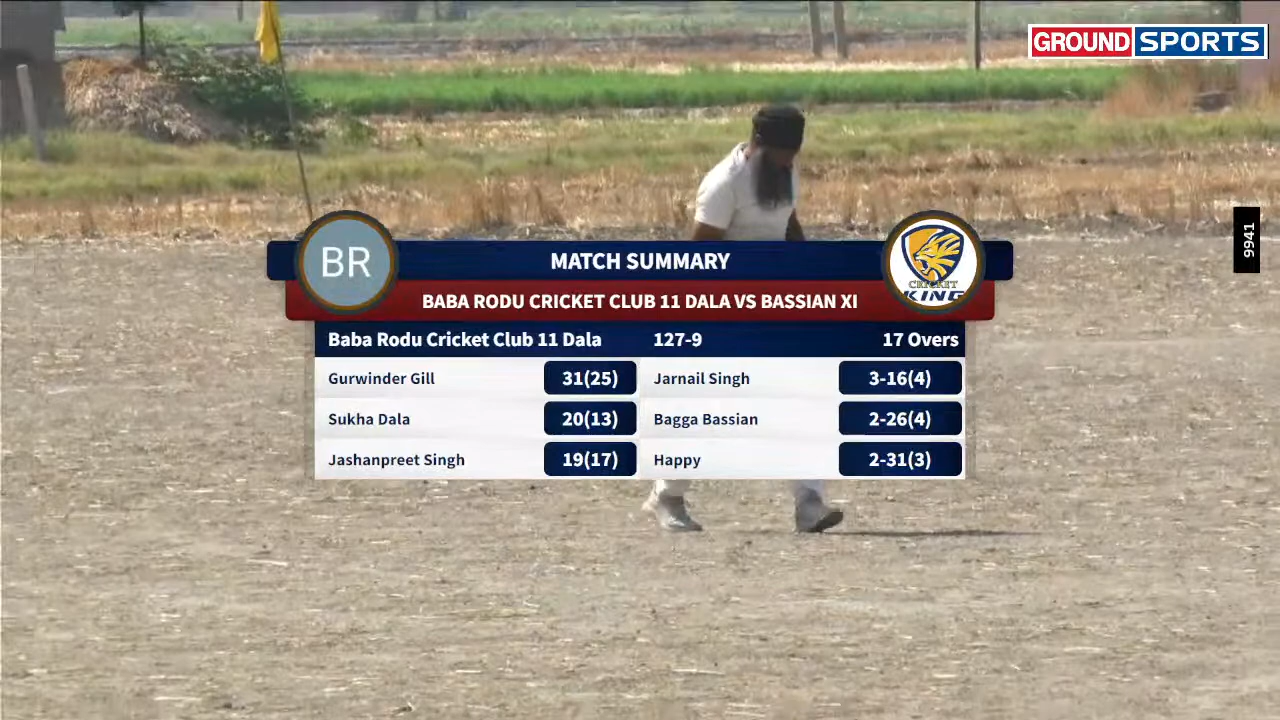 GROUND SPORTS
9941
BR
MATCH SUMMARY
CRICKET
KING
BABA RODU CRICKET CLUB 11 DALA VS BASSIAN XI
Baba Rodu Cricket Club 11 Dala 127-9 17 Overs
Gurwinder Gill 31(25) Jarnail Singh 3-16(4)
Sukha Dala 20(13) Bagga Bassian 2-26(4)
Jashanpreet Singh 19(17) Happy 2-31(3)